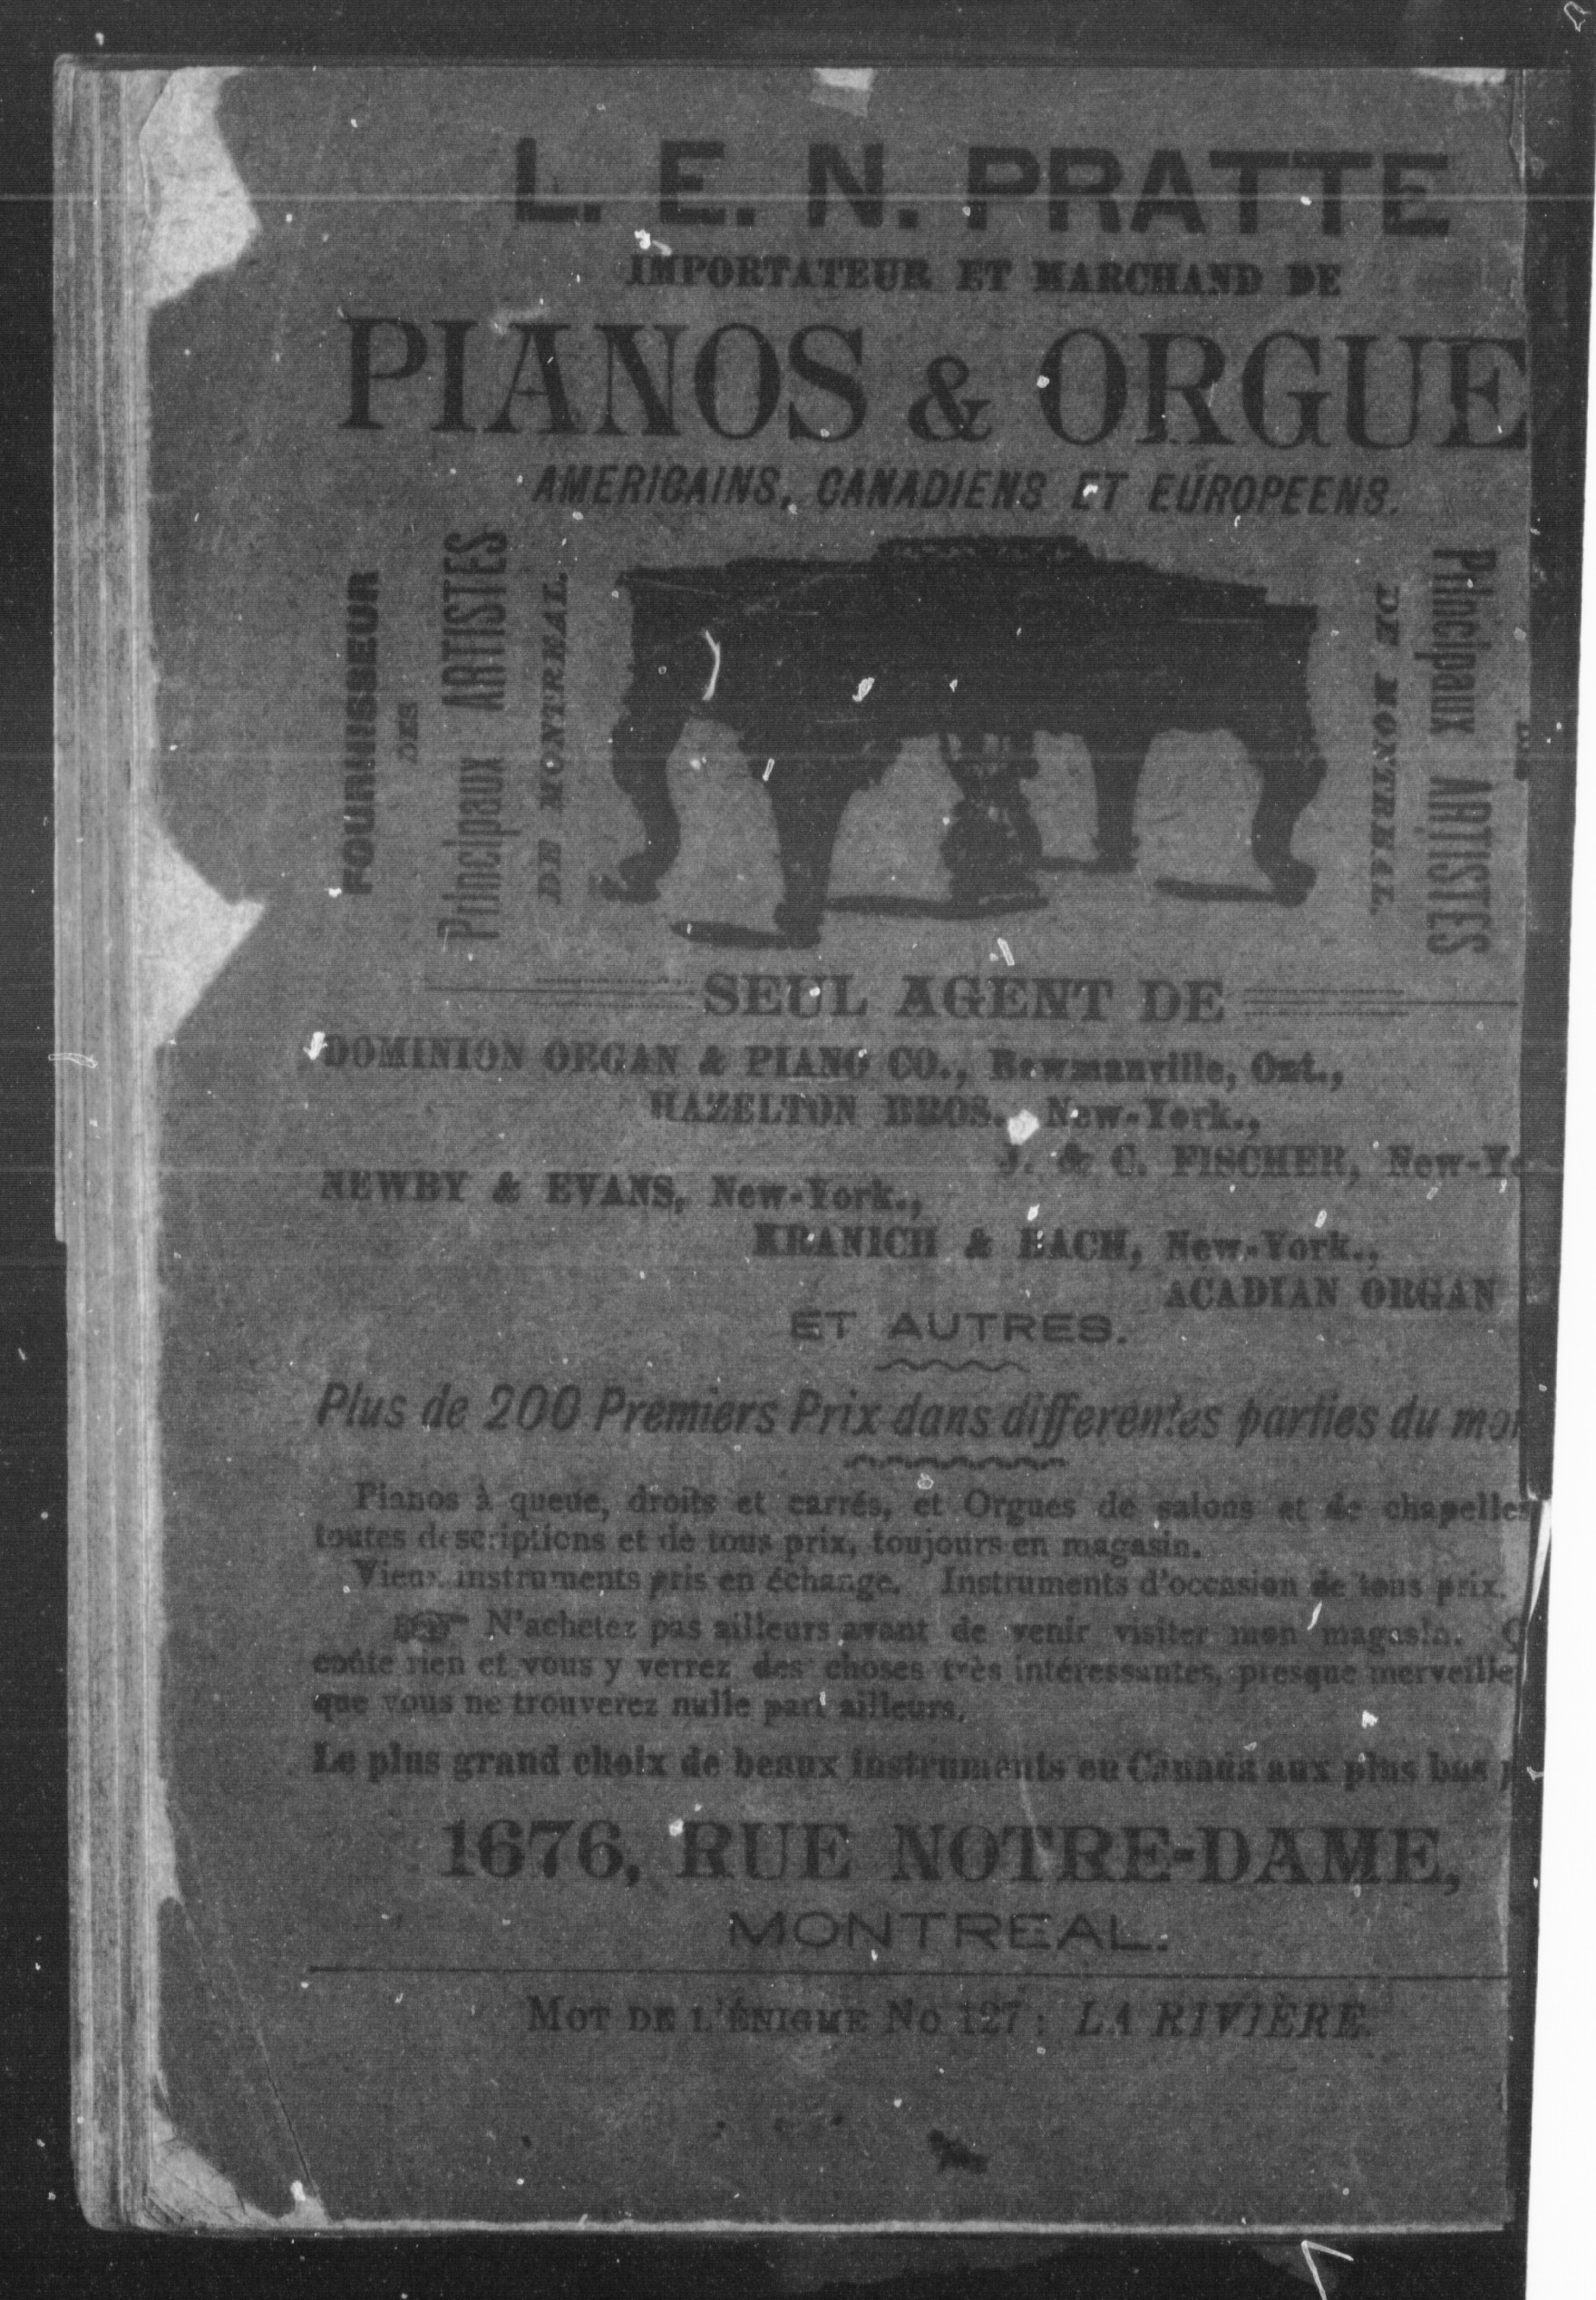 L. E. N. PRATTE
IMPORTATEUR ET MARCHAND DE
PIANOS & ORGUE
AMERICAINS, CANADIENS ET EUROPEENS.
FOURNISSEUR
DES
Principaux ARTISTES
DE MONTREAL.
DE MONTREAL.
Principaux ARTISTES
SEUL AGENT DE
DOMINION ORGAN & PIANO CO., Bowmanville, Ont.,
HAZELTON BROS., New-York.,
J. & C. FISCHER, New-Yo
NEWBY & EVANS, New-York.,
KRANICH & BACH, New-York.,
ACADIAN ORGAN
ET AUTRES.
Plus de 200 Premiers Prix dans differentes parties du mon
Pianos à queue, droits et carrés, et Orgues de salons et de chapelles
toutes descriptions et de tous prix, toujours en magasin.
Vieux instruments pris en échange. Instruments d'occasion de tous prix.
N'achetez pas ailleurs avant de venir visiter mon magasin. Ç
coûte rien et vous y verrez des choses très intéressantes, presque merveille
que vous ne trouverez nulle part ailleurs.
Le plus grand choix de beaux instruments en Canada aux plus bas p
1676, RUE NOTRE-DAME,
MONTREAL.
MOT DE L'ÉNIGME No 127: LA RIVIÈRE.